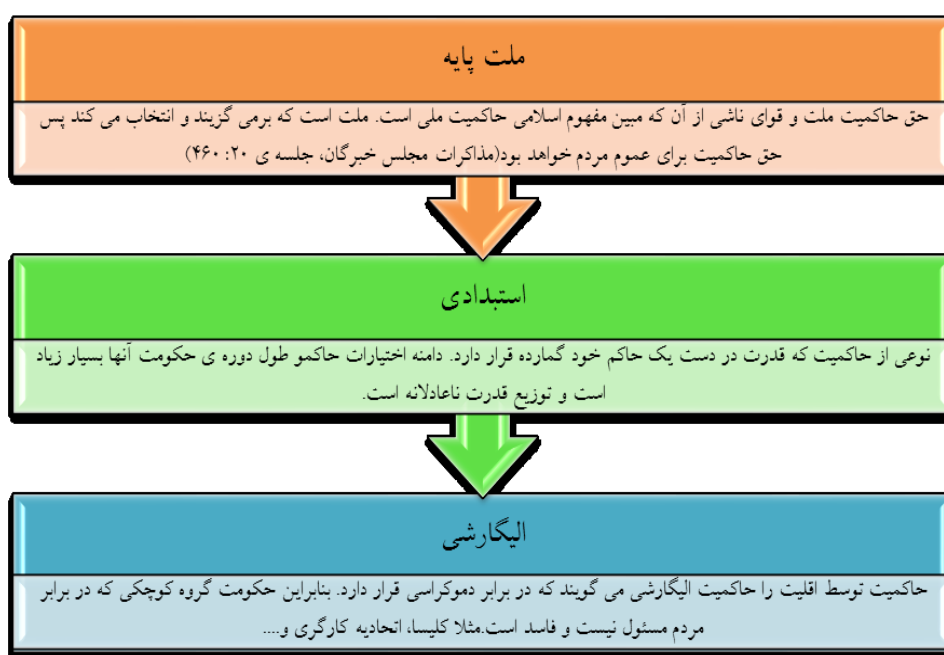 ملت پایه
حق حاکمیت ملت و قوای ناشی از آن که مبین مفهوم اسلامی حاکمیت ملی است. ملت است که برمی گزیند و انتخاب می کند پس
حق حاکمیت برای عموم مردم خواهد بود(مذاکرات مجلس خبرگان، جلسه ی ۲۰: ۴۶۰)
استبدادی
نوعی از حاکمیت که قدرت در دست یک حاکم خود گمارده قرار دارد. دامنه اختیارات حاکمو طول دوره ی حکومت آنها بسیار زیاد
است و توزیع قدرت ناعادلانه است.
الیگارشی
حاکمیت توسط اقلیت را حاکمیت الیگارشی می گویند که در برابر دموکراسی قرار دارد. بنابراین حکومت گروه کوچکی که در برابر
مردم مسئول نیست و فاسد است.مثلا کلیسا، اتحادیه کارگری و....